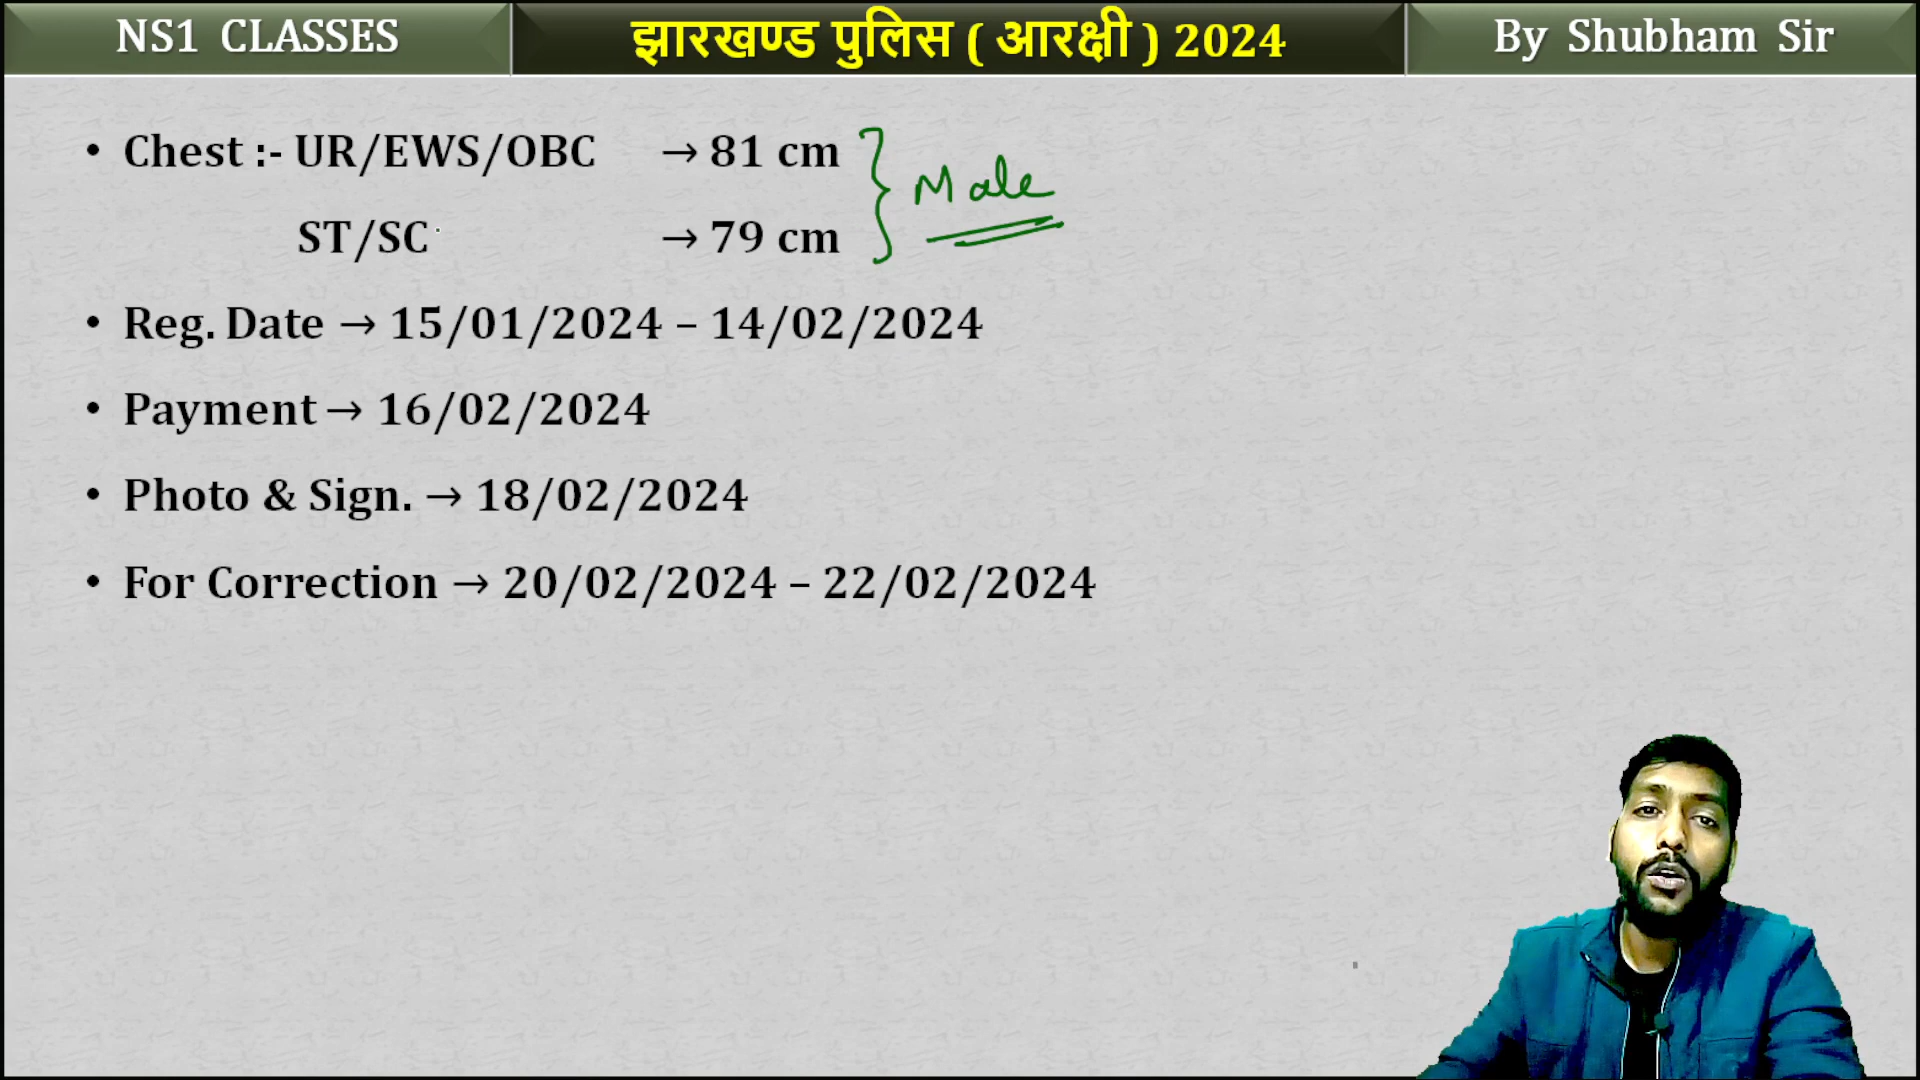 NS1 CLASSES
झारखण्ड पुलिस ( आरक्षी ) 2024
By Shubham Sir
• Chest :- UR/EWS/OBC → 81 cm
Male
ST/SC → 79 cm
• Reg. Date → 15/01/2024 – 14/02/2024
• Payment → 16/02/2024
• Photo & Sign. → 18/02/2024
• For Correction → 20/02/2024 – 22/02/2024